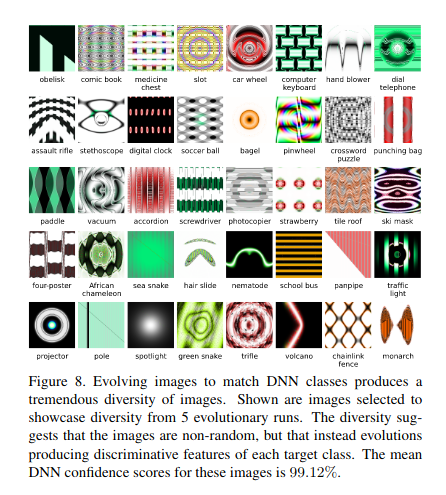 obelisk comic book medicine chest slot car wheel computer keyboard hand blower dial telephone
assault rifle stethoscope digital clock soccer ball bagel pinwheel crossword puzzle punching bag
paddle vacuum accordion screwdriver photocopier strawberry tile roof ski mask
four-poster African chameleon sea snake hair slide nematode school bus panpipe traffic light
projector pole spotlight green snake trifle volcano chainlink fence monarch
Figure 8. Evolving images to match DNN classes produces a
tremendous diversity of images. Shown are images selected to
showcase diversity from 5 evolutionary runs. The diversity sug-
gests that the images are non-random, but that instead evolutions
producing discriminative features of each target class. The mean
DNN confidence scores for these images is 99.12%.